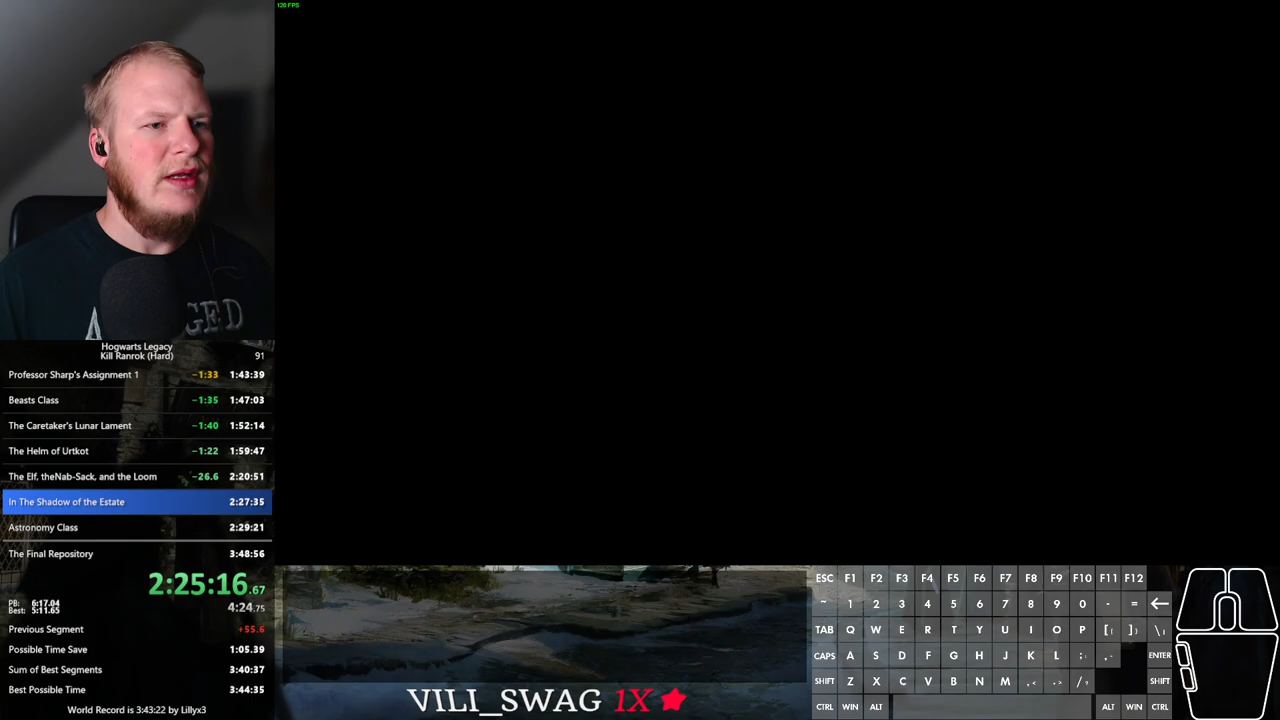 120 FPS
A GED
Hogwarts Legacy
Kill Ranrok (Hard) 91
Professor Sharp's Assignment 1 −1:33 1:43:39
Beasts Class −1:35 1:47:03
The Caretaker's Lunar Lament −1:40 1:52:14
The Helm of Urtkot −1:22 1:59:47
The Elf, theNab-Sack, and the Loom −26.6 2:20:51
In The Shadow of the Estate 2:27:35
Astronomy Class 2:29:21
The Final Repository 3:48:56
2:25:16.67
PB: 6:17.04
Best: 5:11.65 4:24.75
Previous Segment +55.6
Possible Time Save 1:05.39
Sum of Best Segments 3:40:37
Best Possible Time 3:44:35
World Record is 3:43:22 by Lillyx3
VILI_SWAG 1X
ESC F1 F2 F3 F4 F5 F6 F7 F8 F9 F10 F11 F12
~ 1 2 3 4 5 6 7 8 9 0 - =
TAB Q W E R T Y U I O P [{ ]} \|
CAPS A S D F G H J K L ;: ENTER
SHIFT Z X C V B N M ,< .> /? SHIFT
CTRL WIN ALT ALT WIN CTRL